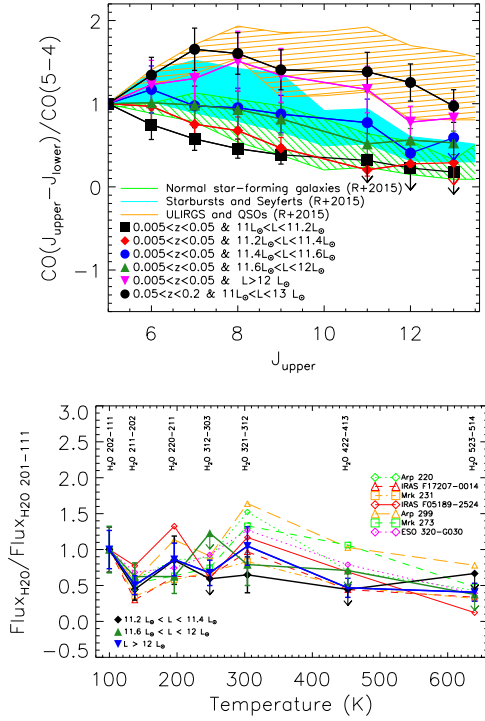 2
1
0
−1
CO(J_upper−J_lower)/CO(5−4)
Normal star−forming galaxies (R+2015)
Starbursts and Seyferts (R+2015)
ULIRGS and QSOs (R+2015)
0.005<z<0.05 & 11L⊙<L<11.2L⊙
0.005<z<0.05 & 11.2L⊙<L<11.4L⊙
0.005<z<0.05 & 11.4L⊙<L<11.6L⊙
0.005<z<0.05 & 11.6L⊙<L<12L⊙
0.005<z<0.05 & L>12 L⊙
0.05<z<0.2 & 11L⊙<L<13 L⊙
6 8 10 12
J_upper
3.0
2.5
2.0
1.5
1.0
0.5
0.0
−0.5
Flux_H2O/Flux_H2O 201−111
H2O 202−111
H2O 211−202
H2O 220−211
H2O 312−303
H2O 321−312
H2O 422−413
H2O 523−514
Arp 220
IRAS F17207−0014
Mrk 231
IRAS F05189−2524
Arp 299
Mrk 273
ESO 320−G030
11.2 L⊙ < L < 11.4 L⊙
11.6 L⊙ < L < 12 L⊙
L > 12 L⊙
100 200 300 400 500 600
Temperature (K)